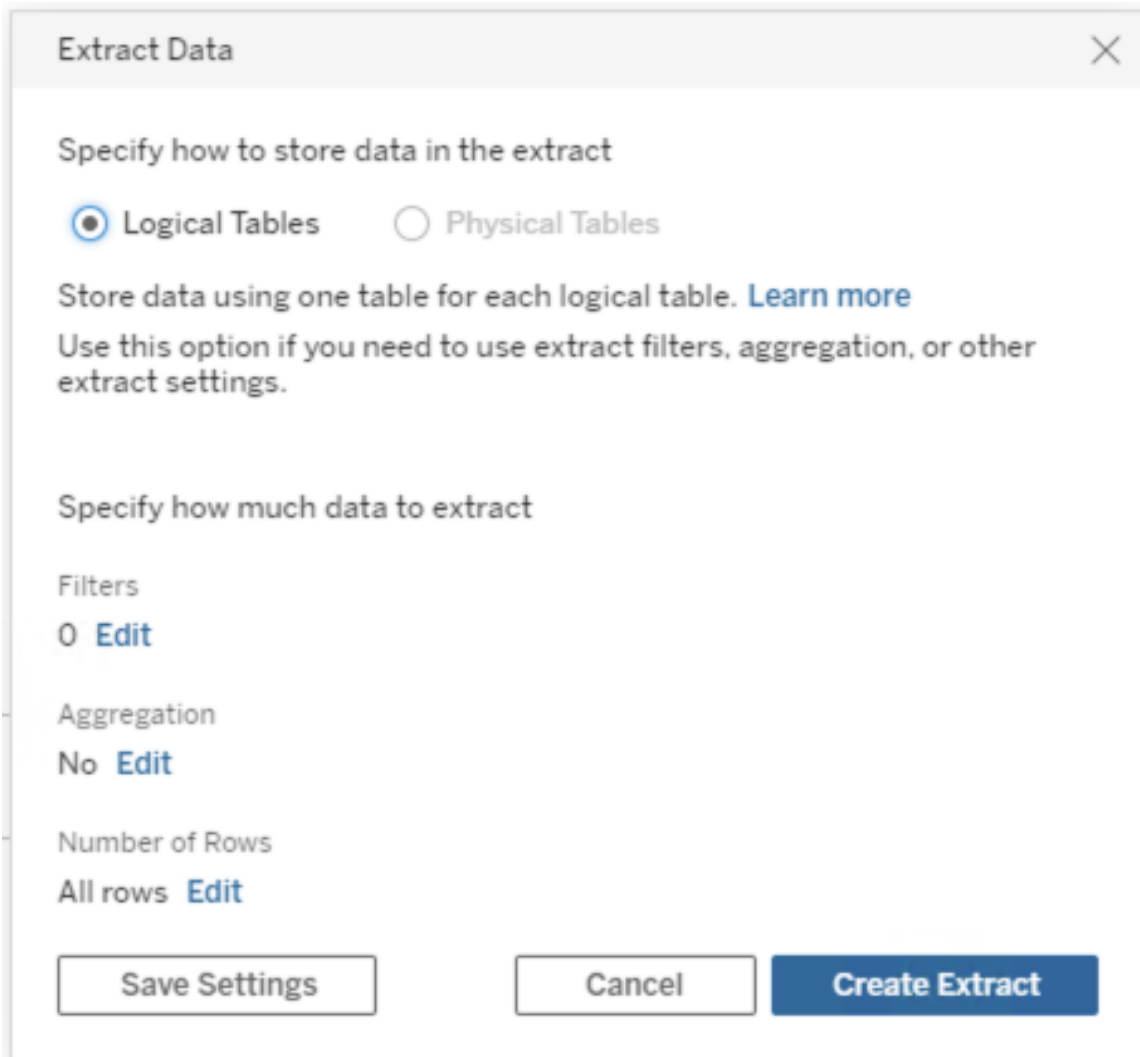 Extract Data
Specify how to store data in the extract
Logical Tables Physical Tables
Store data using one table for each logical table. Learn more
Use this option if you need to use extract filters, aggregation, or other
extract settings.
Specify how much data to extract
Filters
0 Edit
Aggregation
No Edit
Number of Rows
All rows Edit
Save Settings Cancel Create Extract